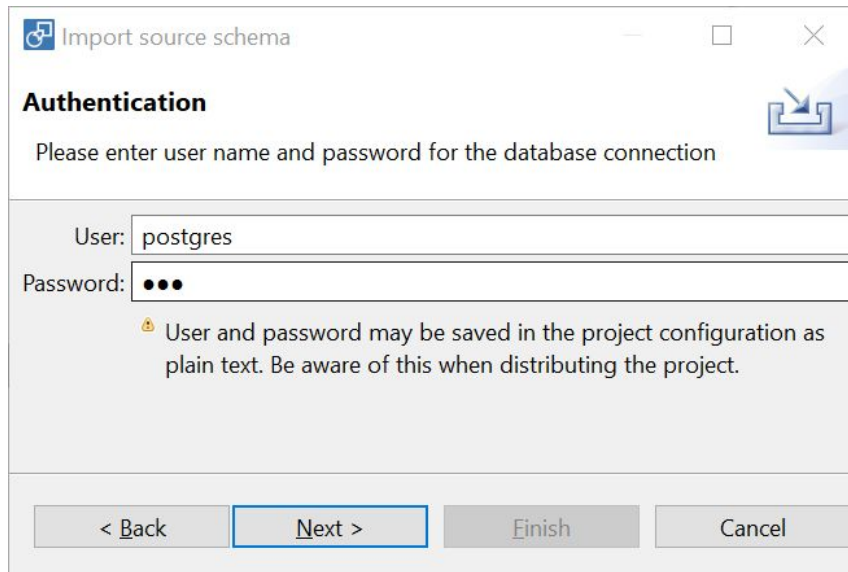 Import source schema
Authentication
Please enter user name and password for the database connection
User: postgres
Password: ●●●
User and password may be saved in the project configuration as
plain text. Be aware of this when distributing the project.
< Back Next > Finish Cancel